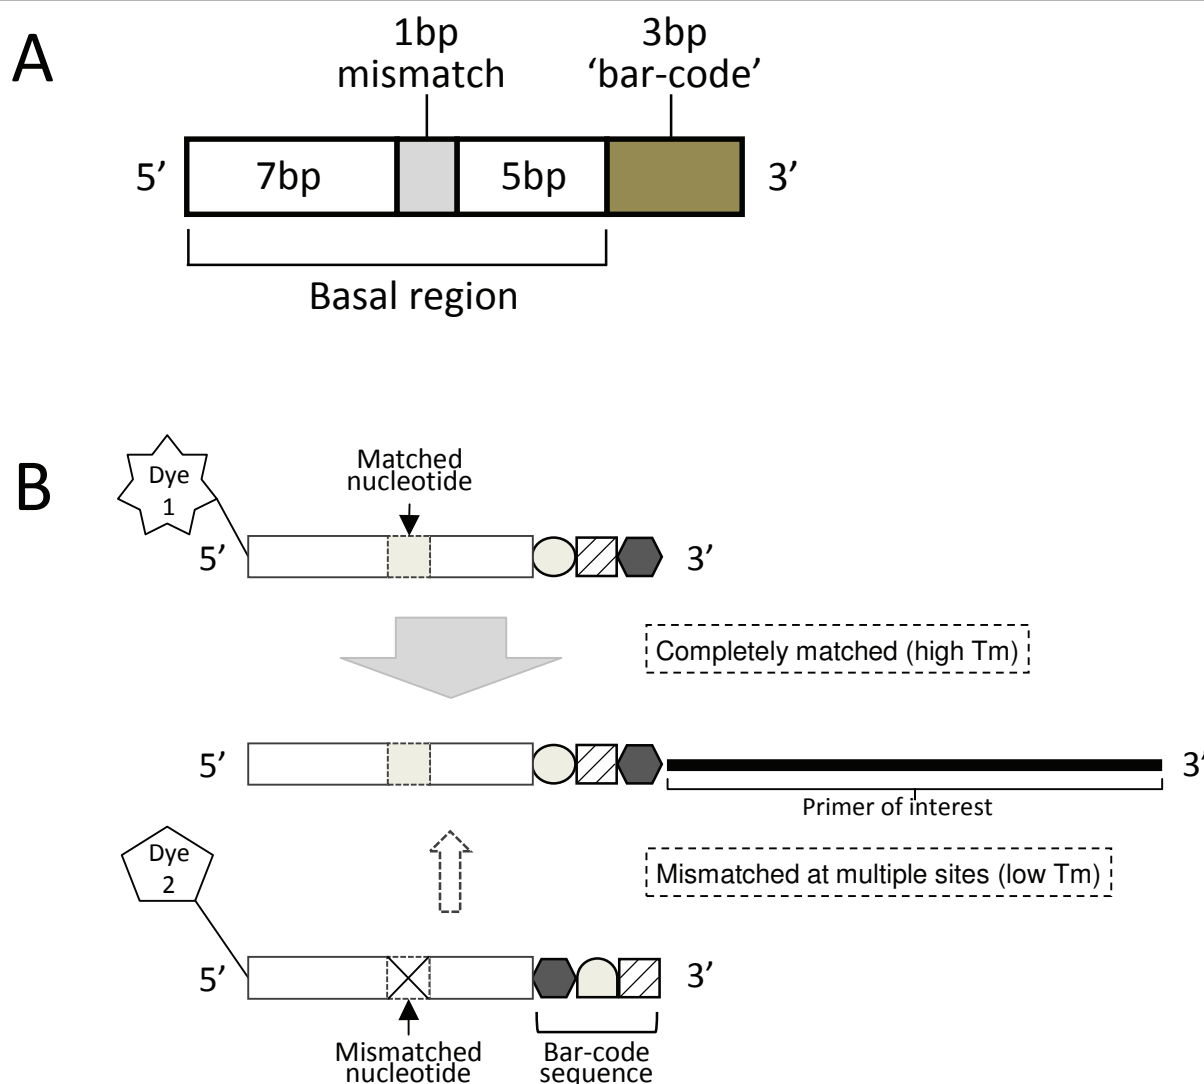 A
1bp
mismatch
3bp
‘bar-code’
5’
7bp
5bp
3’
Basal region
B
Dye
1
Matched
nucleotide
5’
3’
Completely matched (high Tm)
5’
3’
Primer of interest
Dye
2
Mismatched at multiple sites (low Tm)
5’
3’
Mismatched
nucleotide
Bar-code
sequence